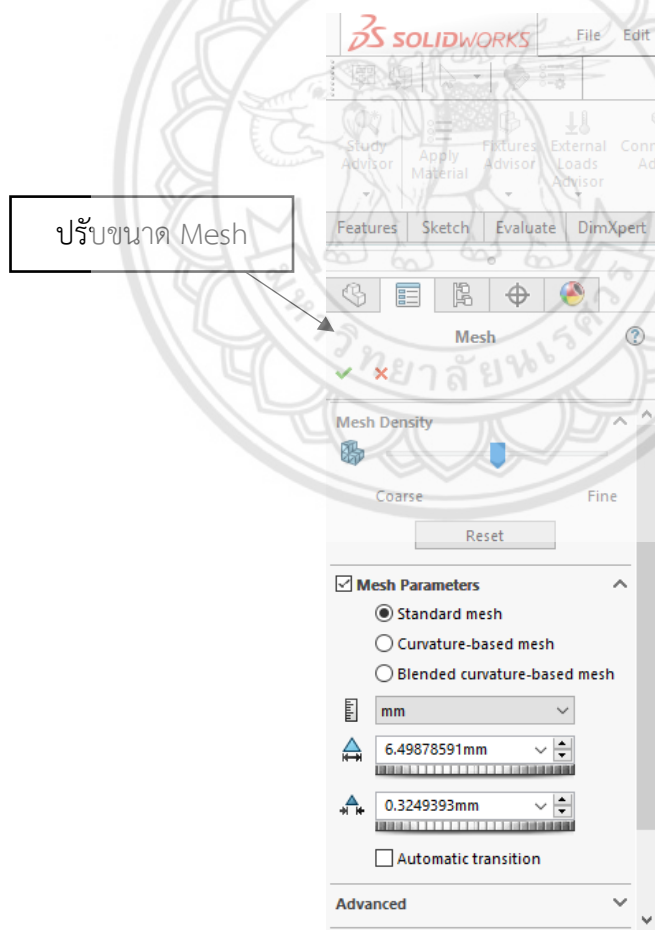 SOLIDWORKS File Edit
Study Advisor
Apply Material
Fixtures Advisor
External Loads Advisor
Features Sketch Evaluate DimXpert
ปรับขนาด Mesh
Mesh
Mesh Density
Coarse Fine
Reset
Mesh Parameters
Standard mesh
Curvature-based mesh
Blended curvature-based mesh
mm
6.49878591mm
0.3249393mm
Automatic transition
Advanced